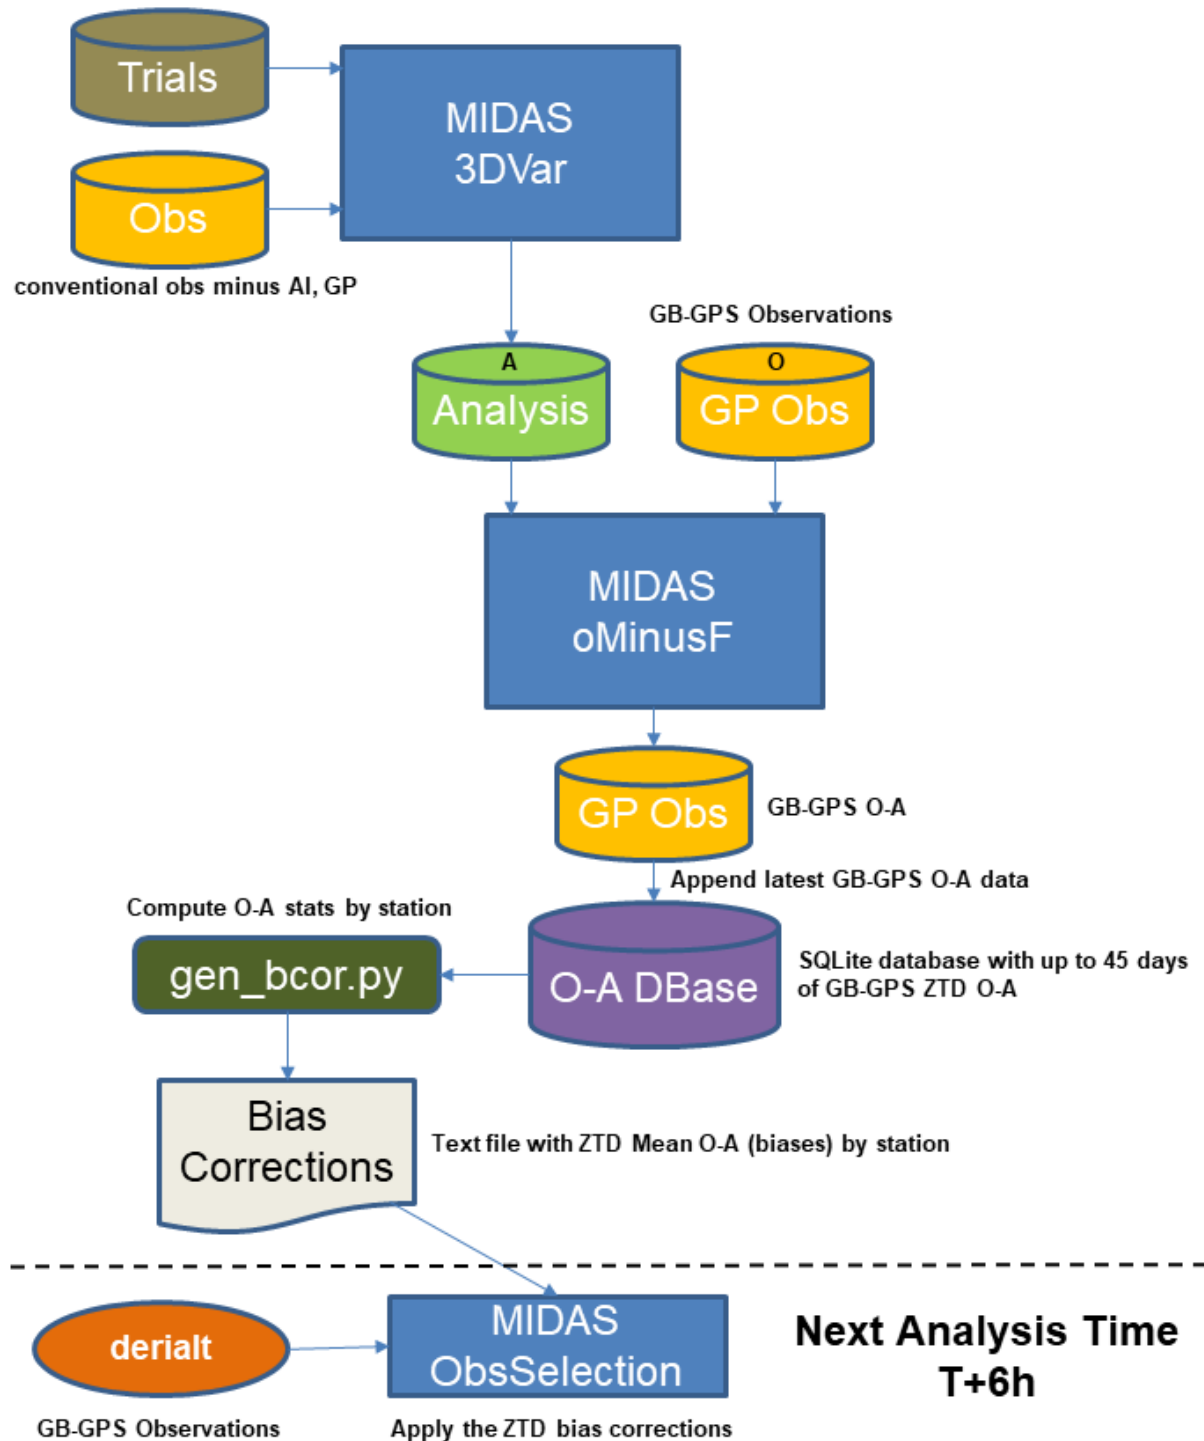 Trials
MIDAS
3DVar
Obs
conventional obs minus AI, GP
GB-GPS Observations
A
Analysis
O
GP Obs
MIDAS
oMinusF
GP Obs
GB-GPS O-A
Append latest GB-GPS O-A data
Compute O-A stats by station
gen_bcor.py
O-A DBase
SQLite database with up to 45 days
of GB-GPS ZTD O-A
Bias
Corrections
Text file with ZTD Mean O-A (biases) by station
derialt
GB-GPS Observations
MIDAS
ObsSelection
Apply the ZTD bias corrections
Next Analysis Time
T+6h